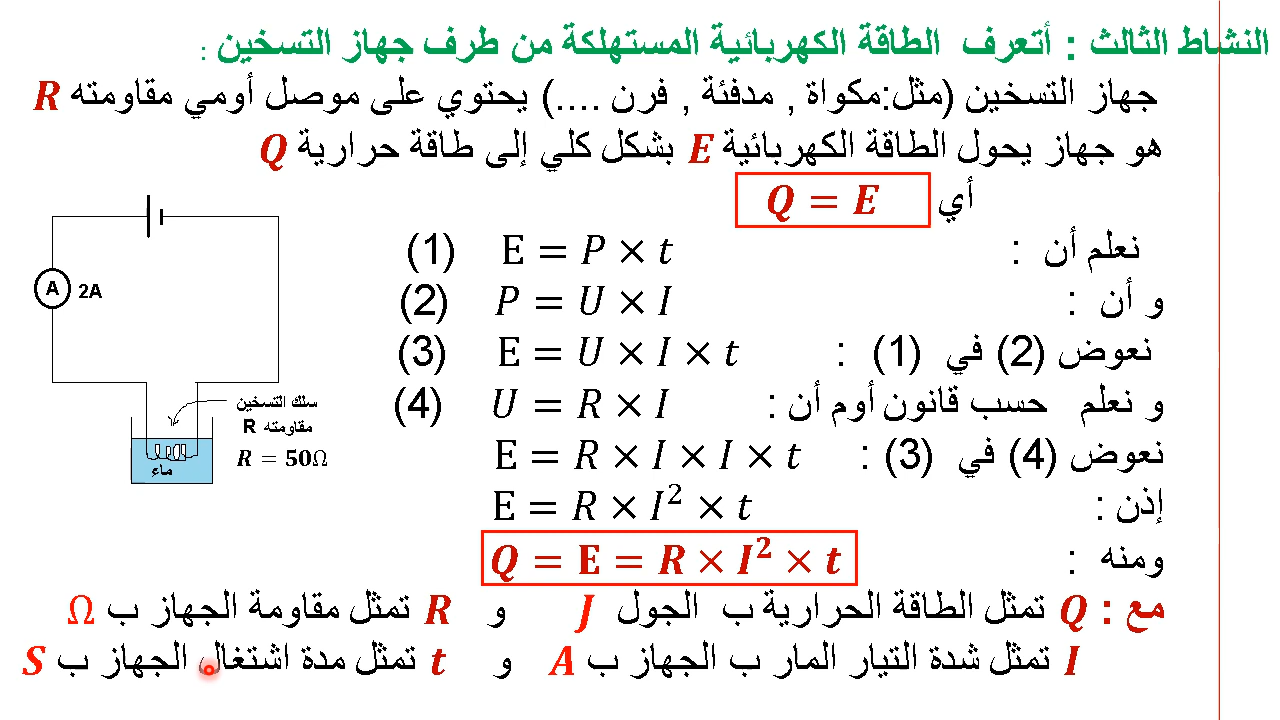 النشاط الثالث : أتعرف الطاقة الكهربائية المستهلكة من طرف جهاز التسخين :
جهاز التسخين (مثل:مكواة , مدفئة , فرن ....) يحتوي على موصل أومي مقاومته R
هو جهاز يحول الطاقة الكهربائية E بشكل كلي إلى طاقة حرارية Q
أي Q = E
نعلم أن : E = P × t (1)
و أن : P = U × I (2)
نعوض (2) في (1) : E = U × I × t (3)
و نعلم حسب قانون أوم أن : U = R × I (4)
نعوض (4) في (3) : E = R × I × I × t
إذن : E = R × I² × t
ومنه : Q = E = R × I² × t
مع : Q تمثل الطاقة الحرارية ب الجول J و R تمثل مقاومة الجهاز ب Ω
I تمثل شدة التيار المار ب الجهاز ب A و t تمثل مدة اشتغال الجهاز ب S
A 2A
سلك التسخين
مقاومته R
R = 50Ω
ماء